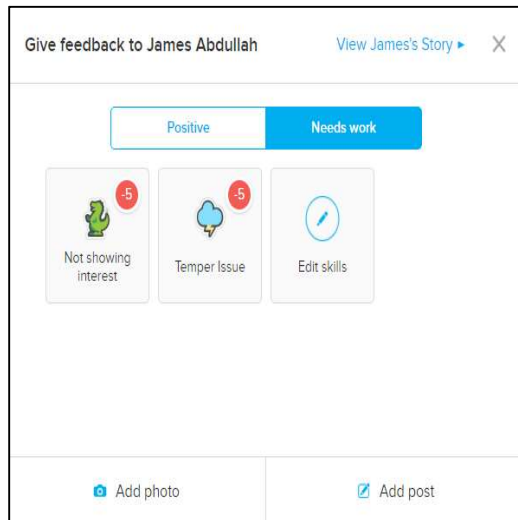 Give feedback to James Abdullah
View James's Story ▸ X
Positive
Needs work
-5
-5
Not showing
interest
Temper Issue
Edit skills
Add photo
Add post